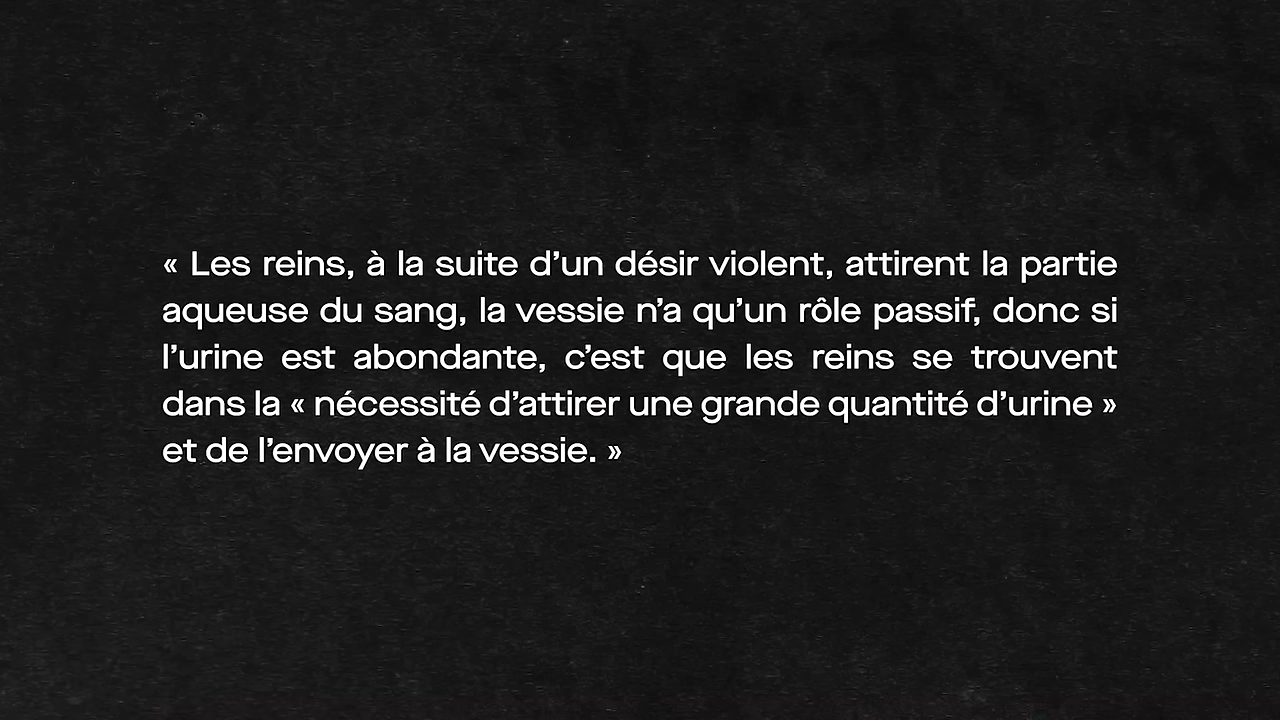 « Les reins, à la suite d’un désir violent, attirent la partie
aqueuse du sang, la vessie n’a qu’un rôle passif, donc si
l’urine est abondante, c’est que les reins se trouvent
dans la « nécessité d’attirer une grande quantité d’urine »
et de l’envoyer à la vessie. »